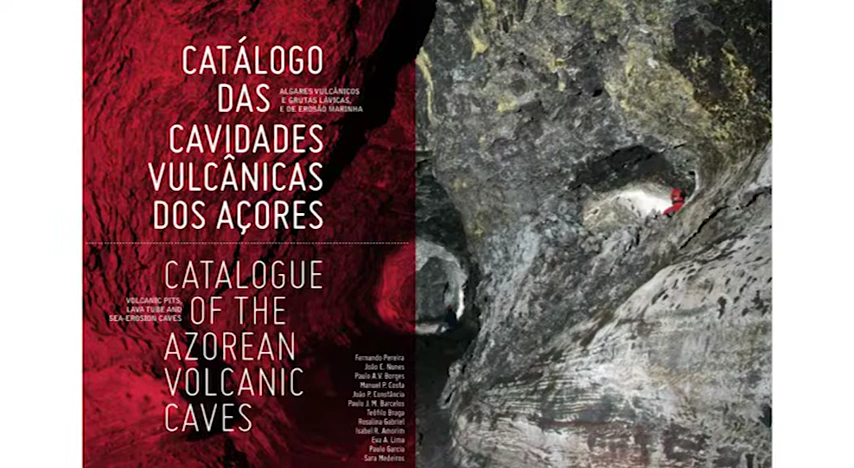 CATÁLOGO
DAS
ALGARES VULCÂNICOS
E GRUTAS LÁVICAS,
E DE EROSÃO MARINHA
CAVIDADES
VULCÂNICAS
DOS AÇORES
CATALOGUE
VOLCANIC PITS,
LAVA TUBE AND
SEA-EROSION CAVES
OF THE
AZOREAN
VOLCANIC
CAVES
Fernando Pereira
João C. Nunes
Paulo A.V. Borges
Manuel P. Costa
João P. Constância
Paulo J. M. Barcelos
Teófilo Braga
Rosalina Gabriel
Isabel R. Amorim
Eva A. Lima
Paulo Garcia
Sara Medeiros